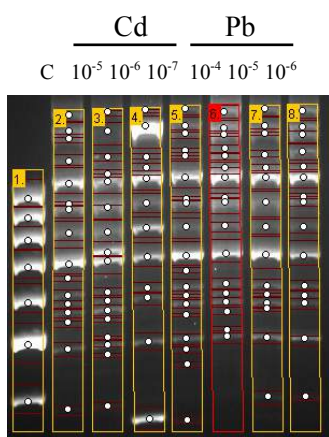 Cd Pb
C 10⁻⁵ 10⁻⁶ 10⁻⁷ 10⁻⁴ 10⁻⁵ 10⁻⁶
1. 2. 3. 4. 5. 6. 7. 8.